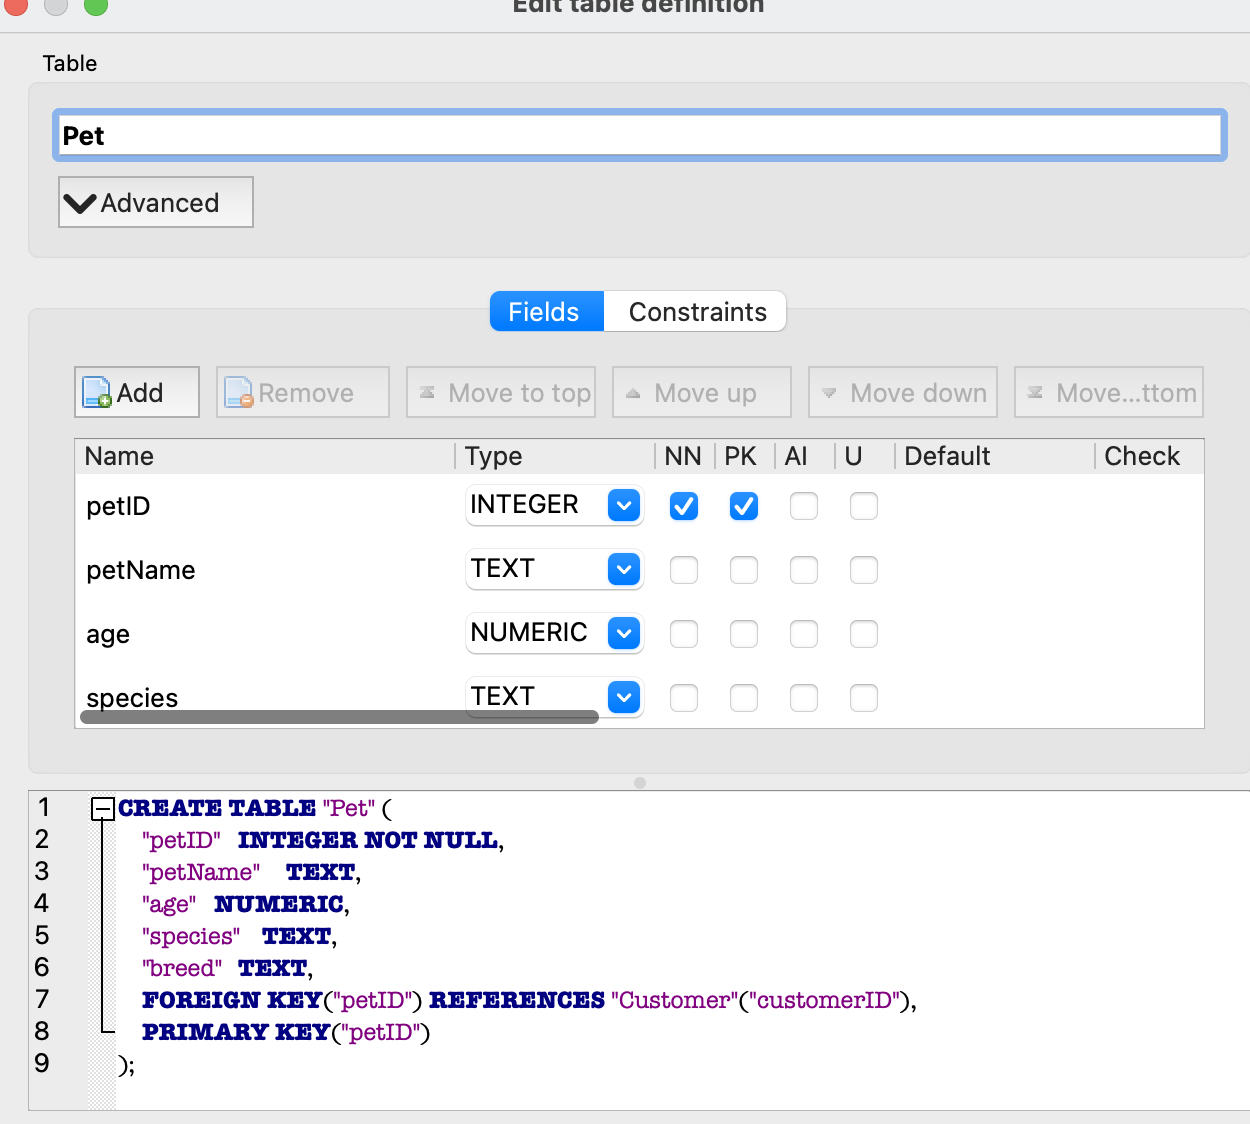 Edit table definition
Table
Pet
Advanced
Fields Constraints
Add Remove Move to top Move up Move down Move...ttom
Name Type NN PK AI U Default Check
petID INTEGER
petName TEXT
age NUMERIC
species TEXT
1 CREATE TABLE "Pet" (
2 "petID" INTEGER NOT NULL,
3 "petName" TEXT,
4 "age" NUMERIC,
5 "species" TEXT,
6 "breed" TEXT,
7 FOREIGN KEY("petID") REFERENCES "Customer"("customerID"),
8 PRIMARY KEY("petID")
9 );